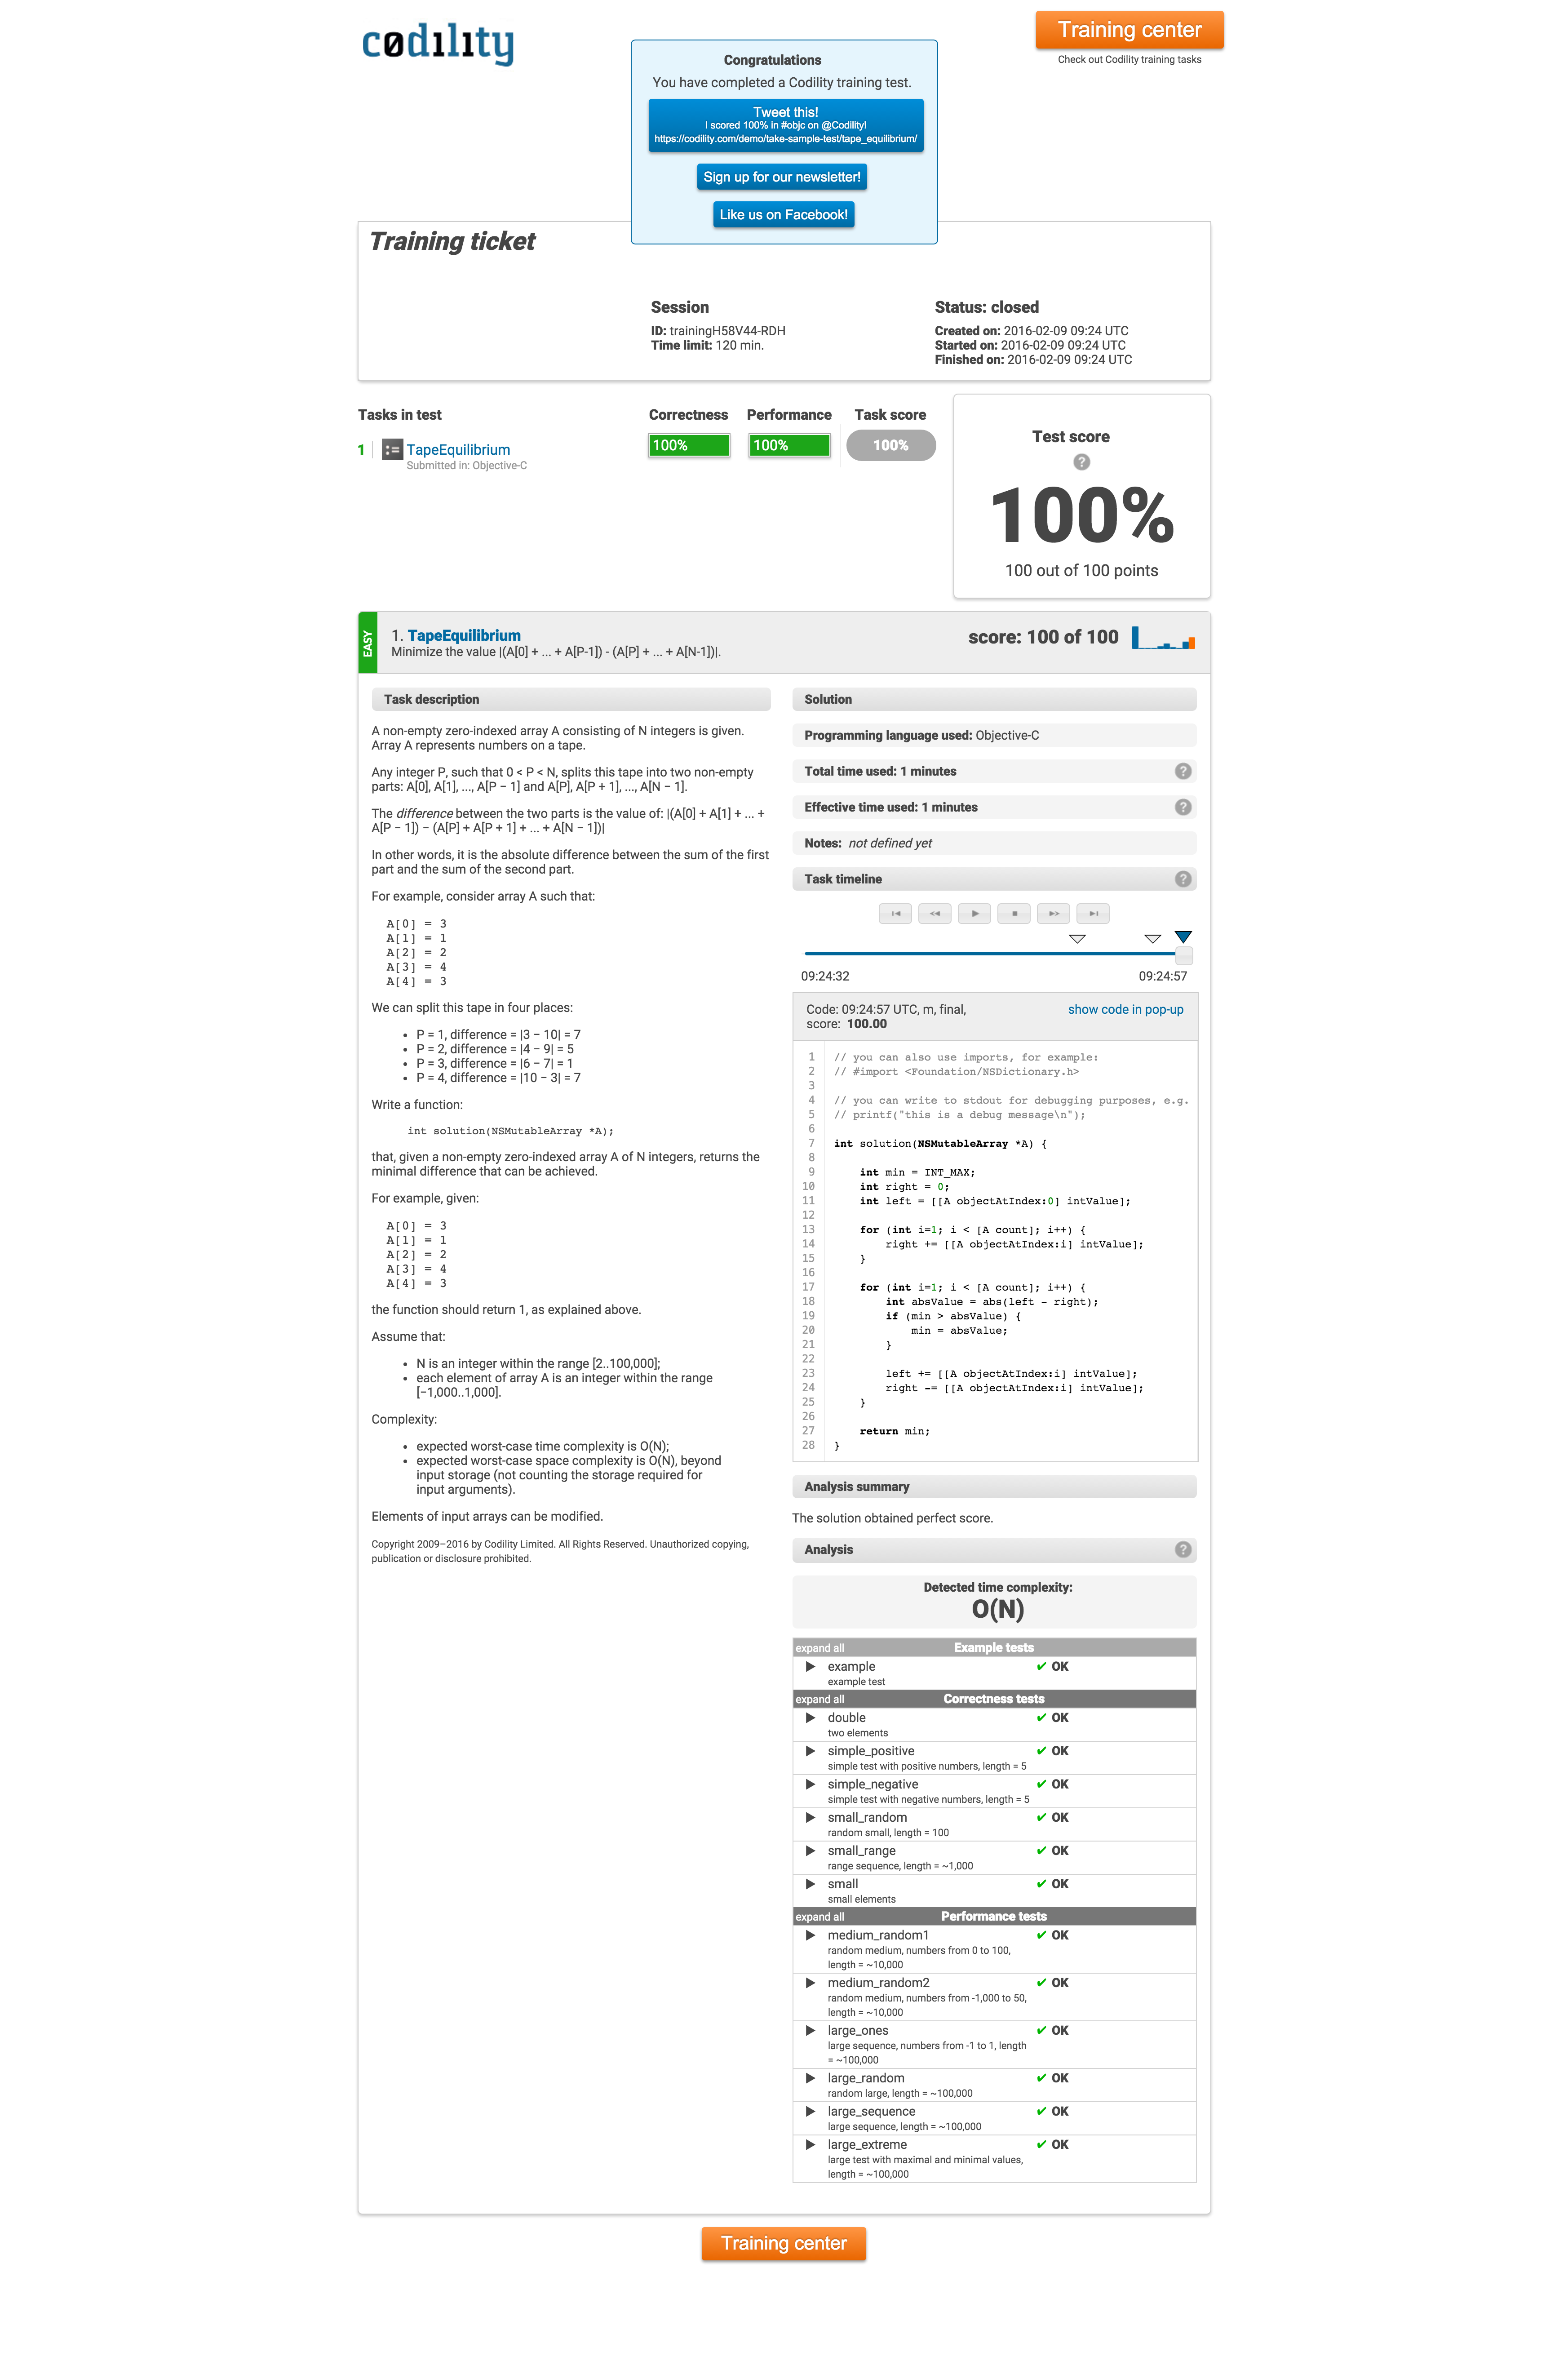 cødılıty
Training center
Check out Codility training tasks
Congratulations
You have completed a Codility training test.
Tweet this!
I scored 100% in #objc on @Codility!
https://codility.com/demo/take-sample-test/tape_equilibrium/
Sign up for our newsletter!
Like us on Facebook!
Training ticket
Session
ID: trainingH58V44-RDH
Time limit: 120 min.
Status: closed
Created on: 2016-02-09 09:24 UTC
Started on: 2016-02-09 09:24 UTC
Finished on: 2016-02-09 09:24 UTC
Tasks in test
Correctness
Performance
Task score
1
TapeEquilibrium
Submitted in: Objective-C
100%
100%
100%
Test score
?
100%
100 out of 100 points
EASY
1. TapeEquilibrium
Minimize the value |(A[0] + ... + A[P-1]) - (A[P] + ... + A[N-1])|.
score: 100 of 100
Task description
A non-empty zero-indexed array A consisting of N integers is given.
Array A represents numbers on a tape.
Any integer P, such that 0 < P < N, splits this tape into two non-empty
parts: A[0], A[1], ..., A[P − 1] and A[P], A[P + 1], ..., A[N − 1].
The difference between the two parts is the value of: |(A[0] + A[1] + ... +
A[P − 1]) − (A[P] + A[P + 1] + ... + A[N − 1])|
In other words, it is the absolute difference between the sum of the first
part and the sum of the second part.
For example, consider array A such that:
A[0] = 3
A[1] = 1
A[2] = 2
A[3] = 4
A[4] = 3
We can split this tape in four places:
• P = 1, difference = |3 − 10| = 7
• P = 2, difference = |4 − 9| = 5
• P = 3, difference = |6 − 7| = 1
• P = 4, difference = |10 − 3| = 7
Write a function:
int solution(NSMutableArray *A);
that, given a non-empty zero-indexed array A of N integers, returns the
minimal difference that can be achieved.
For example, given:
A[0] = 3
A[1] = 1
A[2] = 2
A[3] = 4
A[4] = 3
the function should return 1, as explained above.
Assume that:
• N is an integer within the range [2..100,000];
• each element of array A is an integer within the range
[−1,000..1,000].
Complexity:
• expected worst-case time complexity is O(N);
• expected worst-case space complexity is O(N), beyond
input storage (not counting the storage required for
input arguments).
Elements of input arrays can be modified.
Copyright 2009–2016 by Codility Limited. All Rights Reserved. Unauthorized copying,
publication or disclosure prohibited.
Solution
Programming language used: Objective-C
Total time used: 1 minutes ?
Effective time used: 1 minutes ?
Notes: not defined yet
Task timeline ?
09:24:32
09:24:57
Code: 09:24:57 UTC, m, final,
score: 100.00
show code in pop-up
1 // you can also use imports, for example:
2 // #import <Foundation/NSDictionary.h>
3
4 // you can write to stdout for debugging purposes, e.g.
5 // printf("this is a debug message\n");
6
7 int solution(NSMutableArray *A) {
8
9 int min = INT_MAX;
10 int right = 0;
11 int left = [[A objectAtIndex:0] intValue];
12
13 for (int i=1; i < [A count]; i++) {
14 right += [[A objectAtIndex:i] intValue];
15 }
16
17 for (int i=1; i < [A count]; i++) {
18 int absValue = abs(left - right);
19 if (min > absValue) {
20 min = absValue;
21 }
22
23 left += [[A objectAtIndex:i] intValue];
24 right -= [[A objectAtIndex:i] intValue];
25 }
26
27 return min;
28 }
Analysis summary
The solution obtained perfect score.
Analysis ?
Detected time complexity:
O(N)
expand all Example tests
example ✔ OK
example test
expand all Correctness tests
double ✔ OK
two elements
simple_positive ✔ OK
simple test with positive numbers, length = 5
simple_negative ✔ OK
simple test with negative numbers, length = 5
small_random ✔ OK
random small, length = 100
small_range ✔ OK
range sequence, length = ~1,000
small ✔ OK
small elements
expand all Performance tests
medium_random1 ✔ OK
random medium, numbers from 0 to 100,
length = ~10,000
medium_random2 ✔ OK
random medium, numbers from -1,000 to 50,
length = ~10,000
large_ones ✔ OK
large sequence, numbers from -1 to 1, length
= ~100,000
large_random ✔ OK
random large, length = ~100,000
large_sequence ✔ OK
large sequence, length = ~100,000
large_extreme ✔ OK
large test with maximal and minimal values,
length = ~100,000
Training center